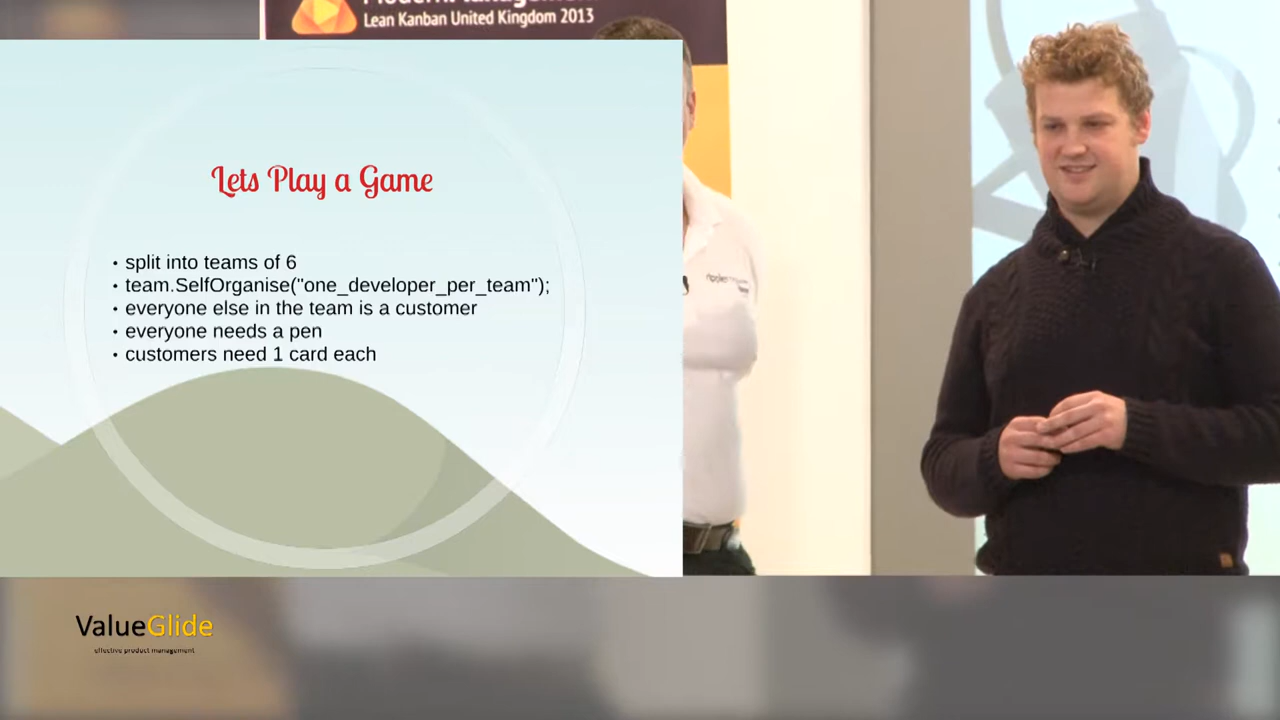 Lean Kanban United Kingdom 2013
Lets Play a Game
• split into teams of 6
• team.SelfOrganise("one_developer_per_team");
• everyone else in the team is a customer
• everyone needs a pen
• customers need 1 card each
ValueGlide
effective product management